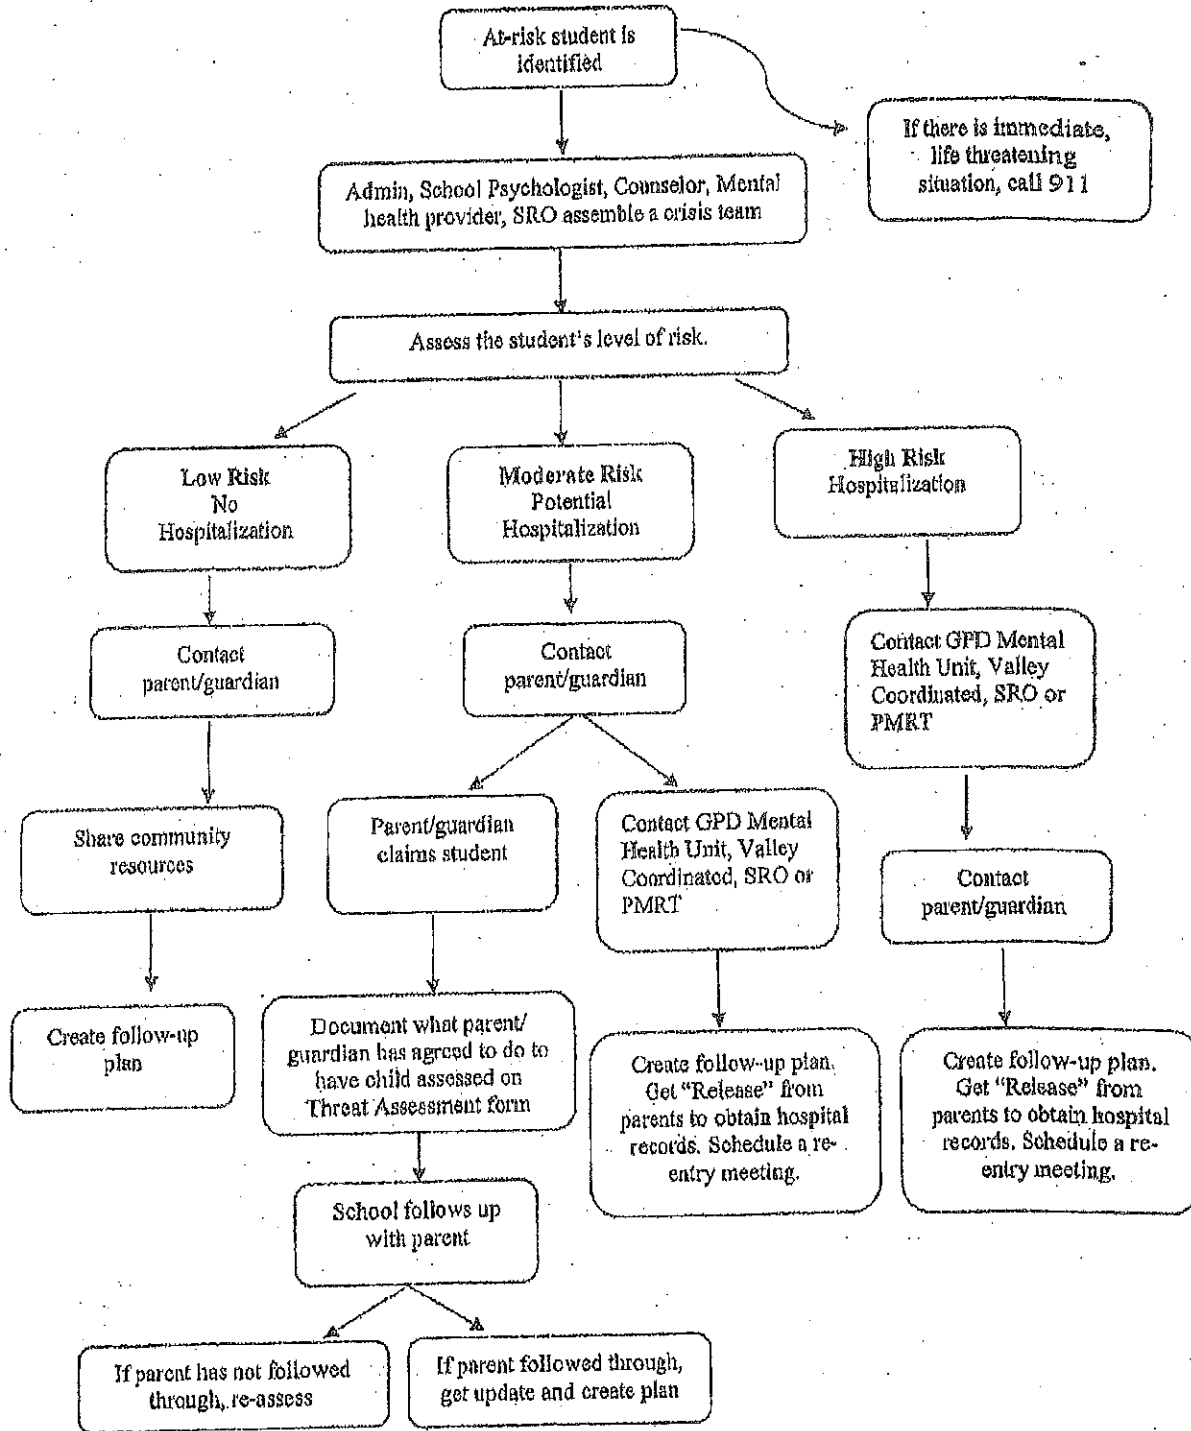 At-risk student is
identified
If there is immediate,
life threatening
situation, call 911
Admin, School Psychologist, Counselor, Mental
health provider, SRO assemble a crisis team
Assess the student's level of risk.
Low Risk
No
Hospitalization
Moderate Risk
Potential
Hospitalization
High Risk
Hospitalization
Contact
parent/guardian
Contact
parent/guardian
Contact GPD Mental
Health Unit, Valley
Coordinated, SRO or
PMRT
Share community
resources
Parent/guardian
claims student
Contact GPD Mental
Health Unit, Valley
Coordinated, SRO or
PMRT
Contact
parent/guardian
Create follow-up
plan
Document what parent/
guardian has agreed to do to
have child assessed on
Threat Assessment form
Create follow-up plan.
Get "Release" from
parents to obtain hospital
records. Schedule a re-
entry meeting.
Create follow-up plan.
Get "Release" from
parents to obtain hospital
records. Schedule a re-
entry meeting.
School follows up
with parent
If parent has not followed
through, re-assess
If parent followed through,
get update and create plan